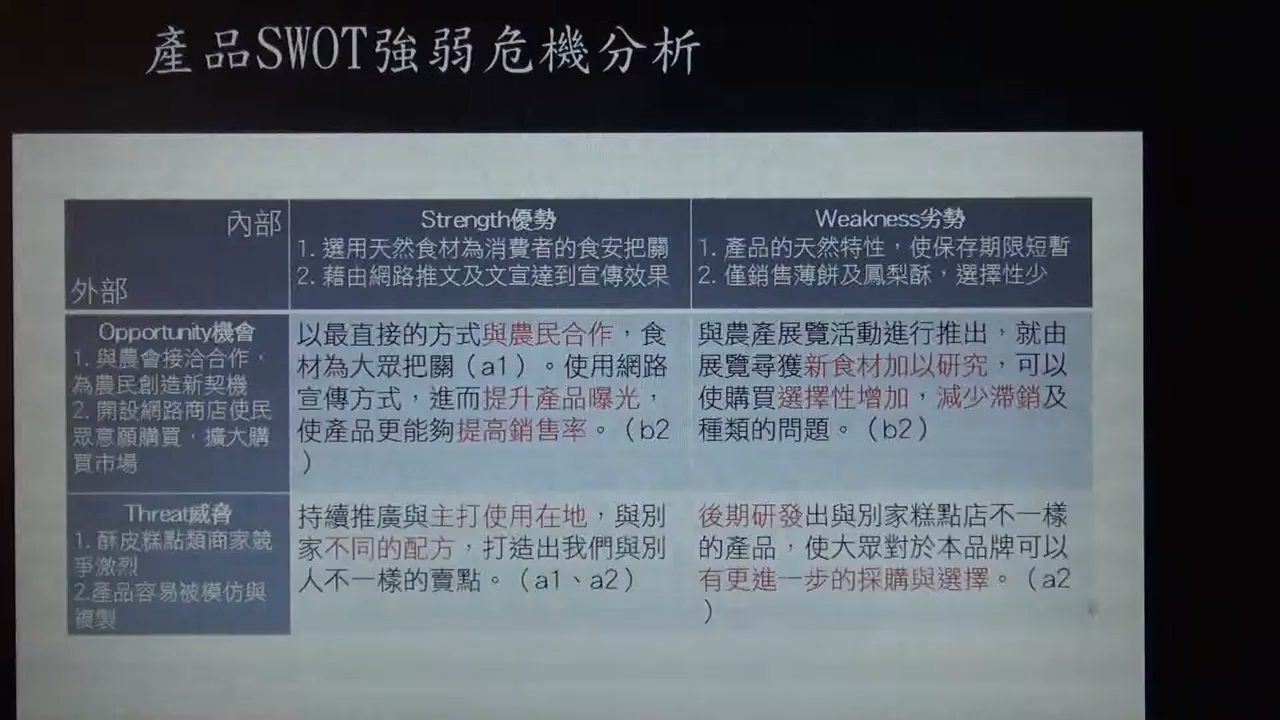 產品SWOT強弱危機分析
內部
外部
Strength優勢
1. 選用天然食材為消費者的食安把關
2. 藉由網路推文及文宣達到宣傳效果
Weakness劣勢
1. 產品的天然特性，使保存期限短暫
2. 僅銷售薄餅及鳳梨酥，選擇性少
Opportunity機會
1. 與農會接洽合作，
為農民創造新契機
2. 開設網路商店使民
眾意願購買，擴大購
買市場
以最直接的方式與農民合作，食
材為大眾把關（a1）。使用網路
宣傳方式，進而提升產品曝光，
使產品更能夠提高銷售率。（b2
）
與農產展覽活動進行推出，就由
展覽尋獲新食材加以研究，可以
使購買選擇性增加，減少滯銷及
種類的問題。（b2）
Threat威脅
1. 酥皮糕點類商家競
爭激烈
2.產品容易被模仿與
複製
持續推廣與主打使用在地，與別
家不同的配方，打造出我們與別
人不一樣的賣點。（a1、a2）
後期研發出與別家糕點店不一樣
的產品，使大眾對於本品牌可以
有更進一步的採購與選擇。（a2
）